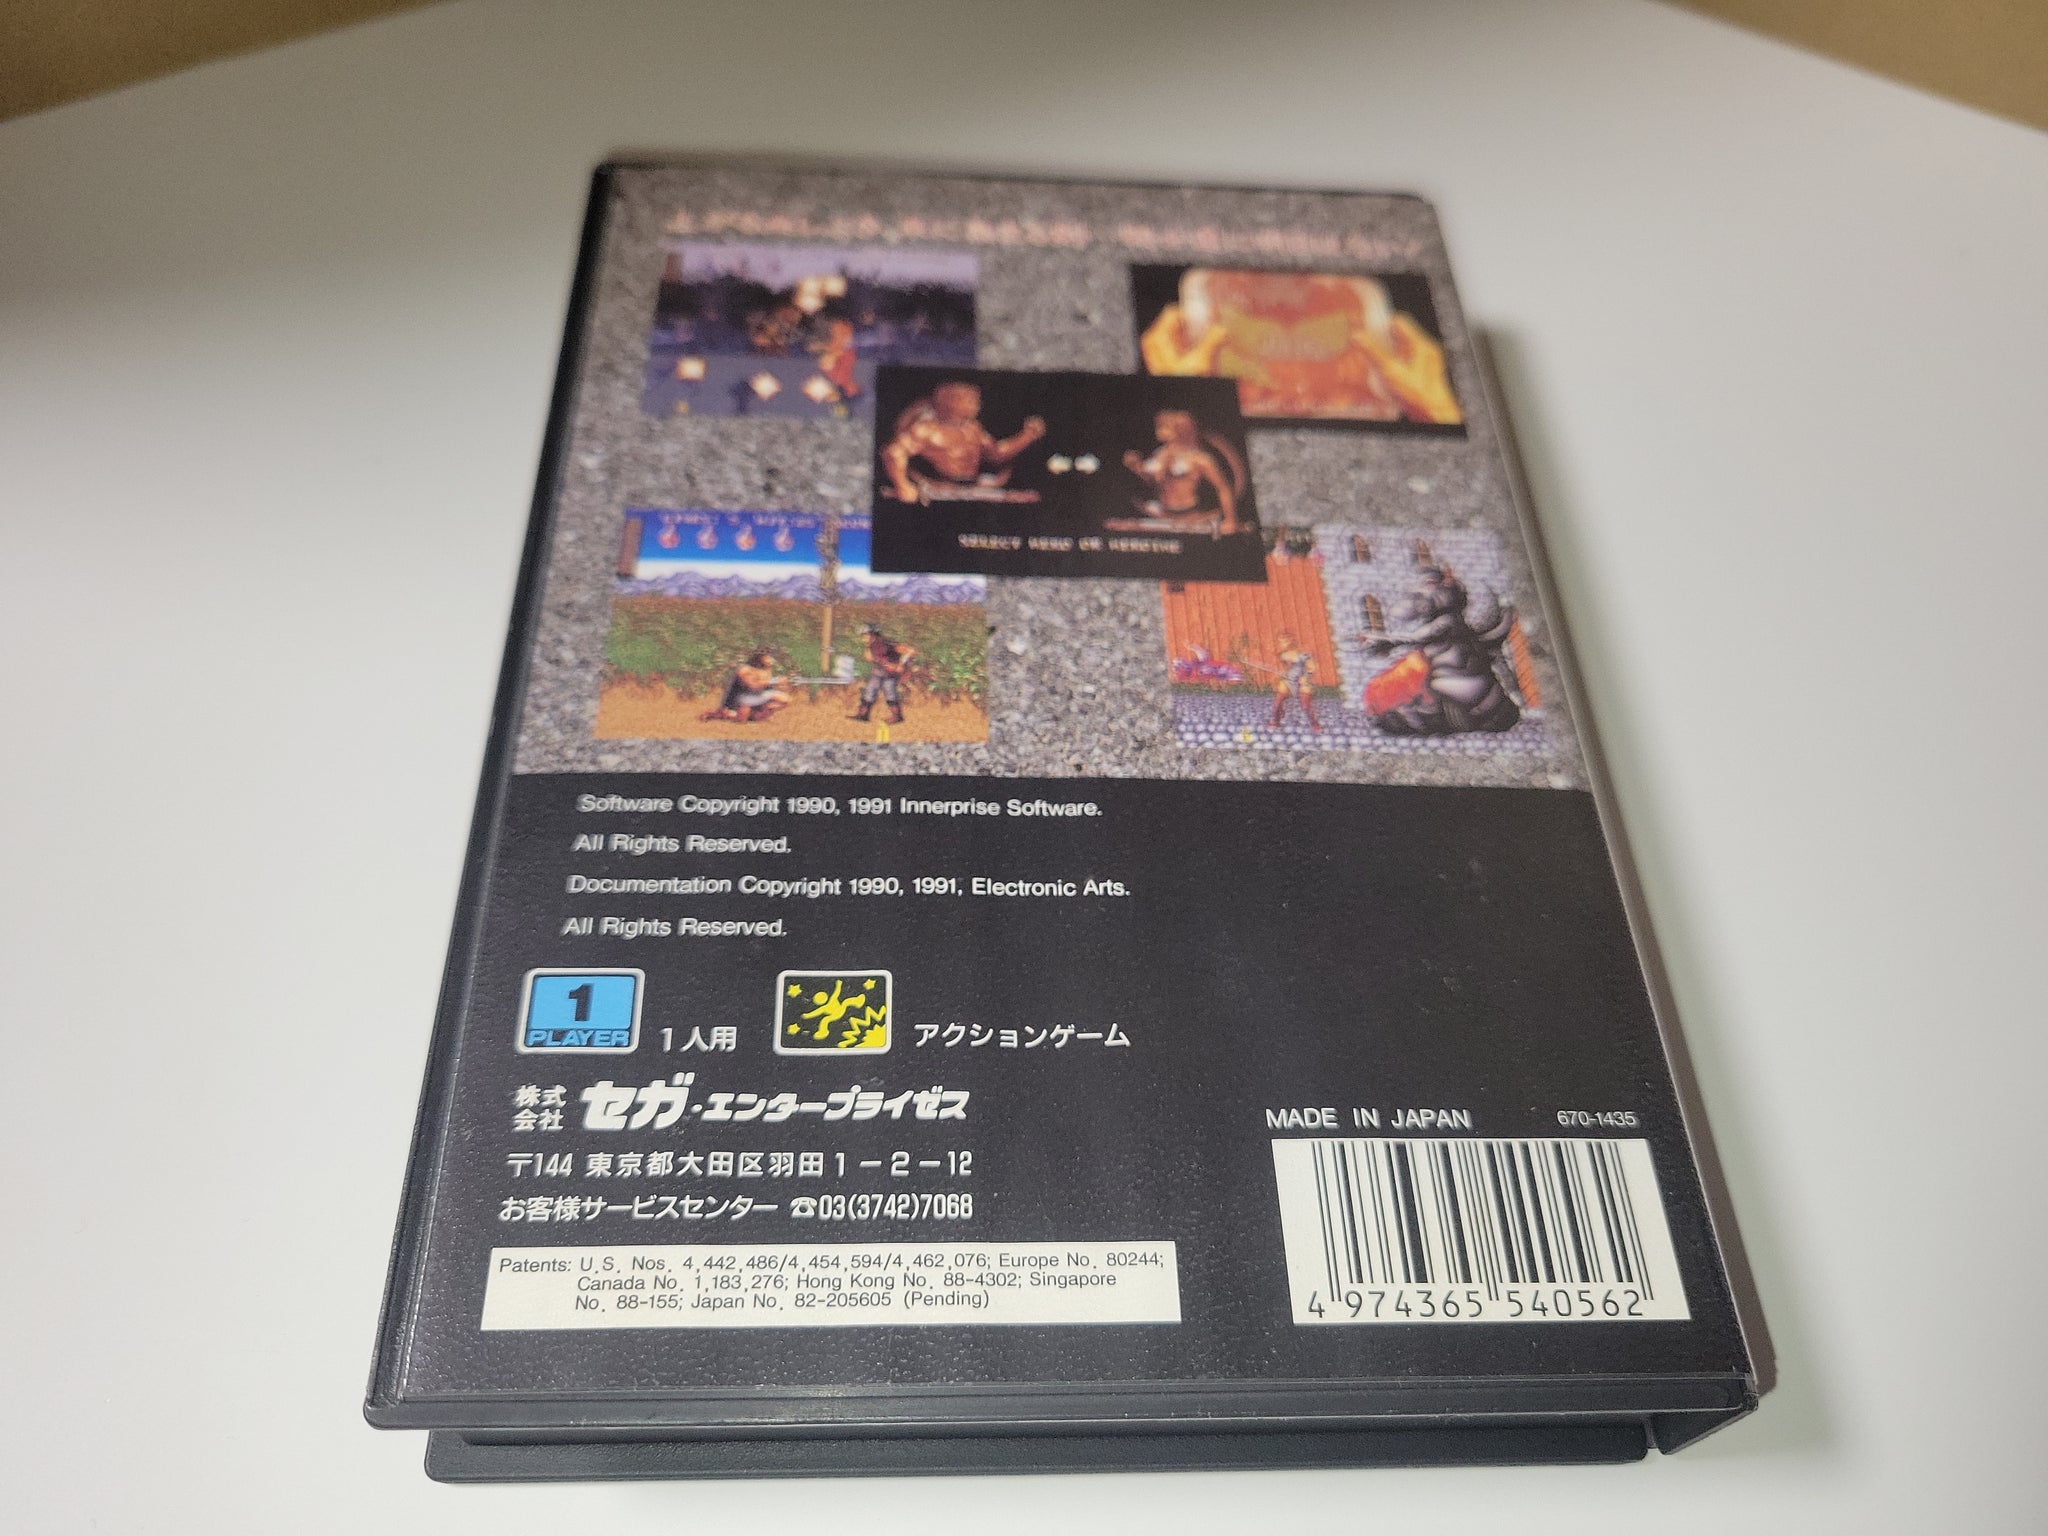 SELECT HERO OR HEROINE
Software Copyright 1990, 1991 Innerprise Software.
All Rights Reserved.
Documentation Copyright 1990, 1991, Electronic Arts.
All Rights Reserved.
1
PLAYER
1人用
アクションゲーム
株式会社 セガ・エンタープライゼス
〒144 東京都大田区羽田1-2-12
お客様サービスセンター ☎03(3742)7068
MADE IN JAPAN 670-1435
Patents: U.S. Nos. 4,442,486/4,454,594/4,462,076; Europe No. 80244;
Canada No. 1,183,276; Hong Kong No. 88-4302; Singapore
No. 88-155; Japan No. 82-205605 (Pending)
4 974365 540562